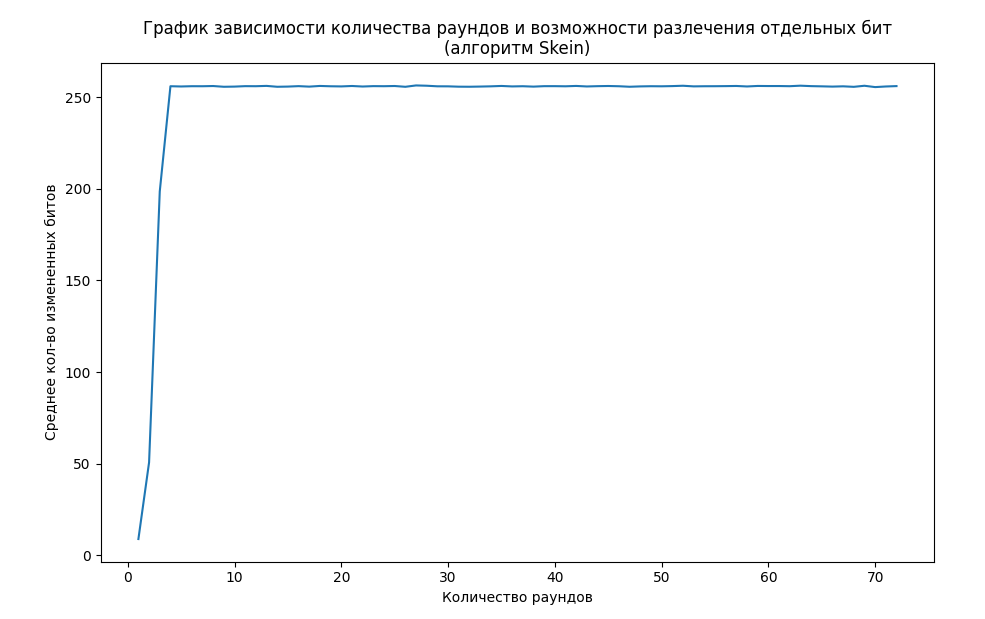 График зависимости количества раундов и возможности разлечения отдельных бит
(алгоритм Skein)
Среднее кол-во измененных битов
250
200
150
100
50
0
0 10 20 30 40 50 60 70
Количество раундов